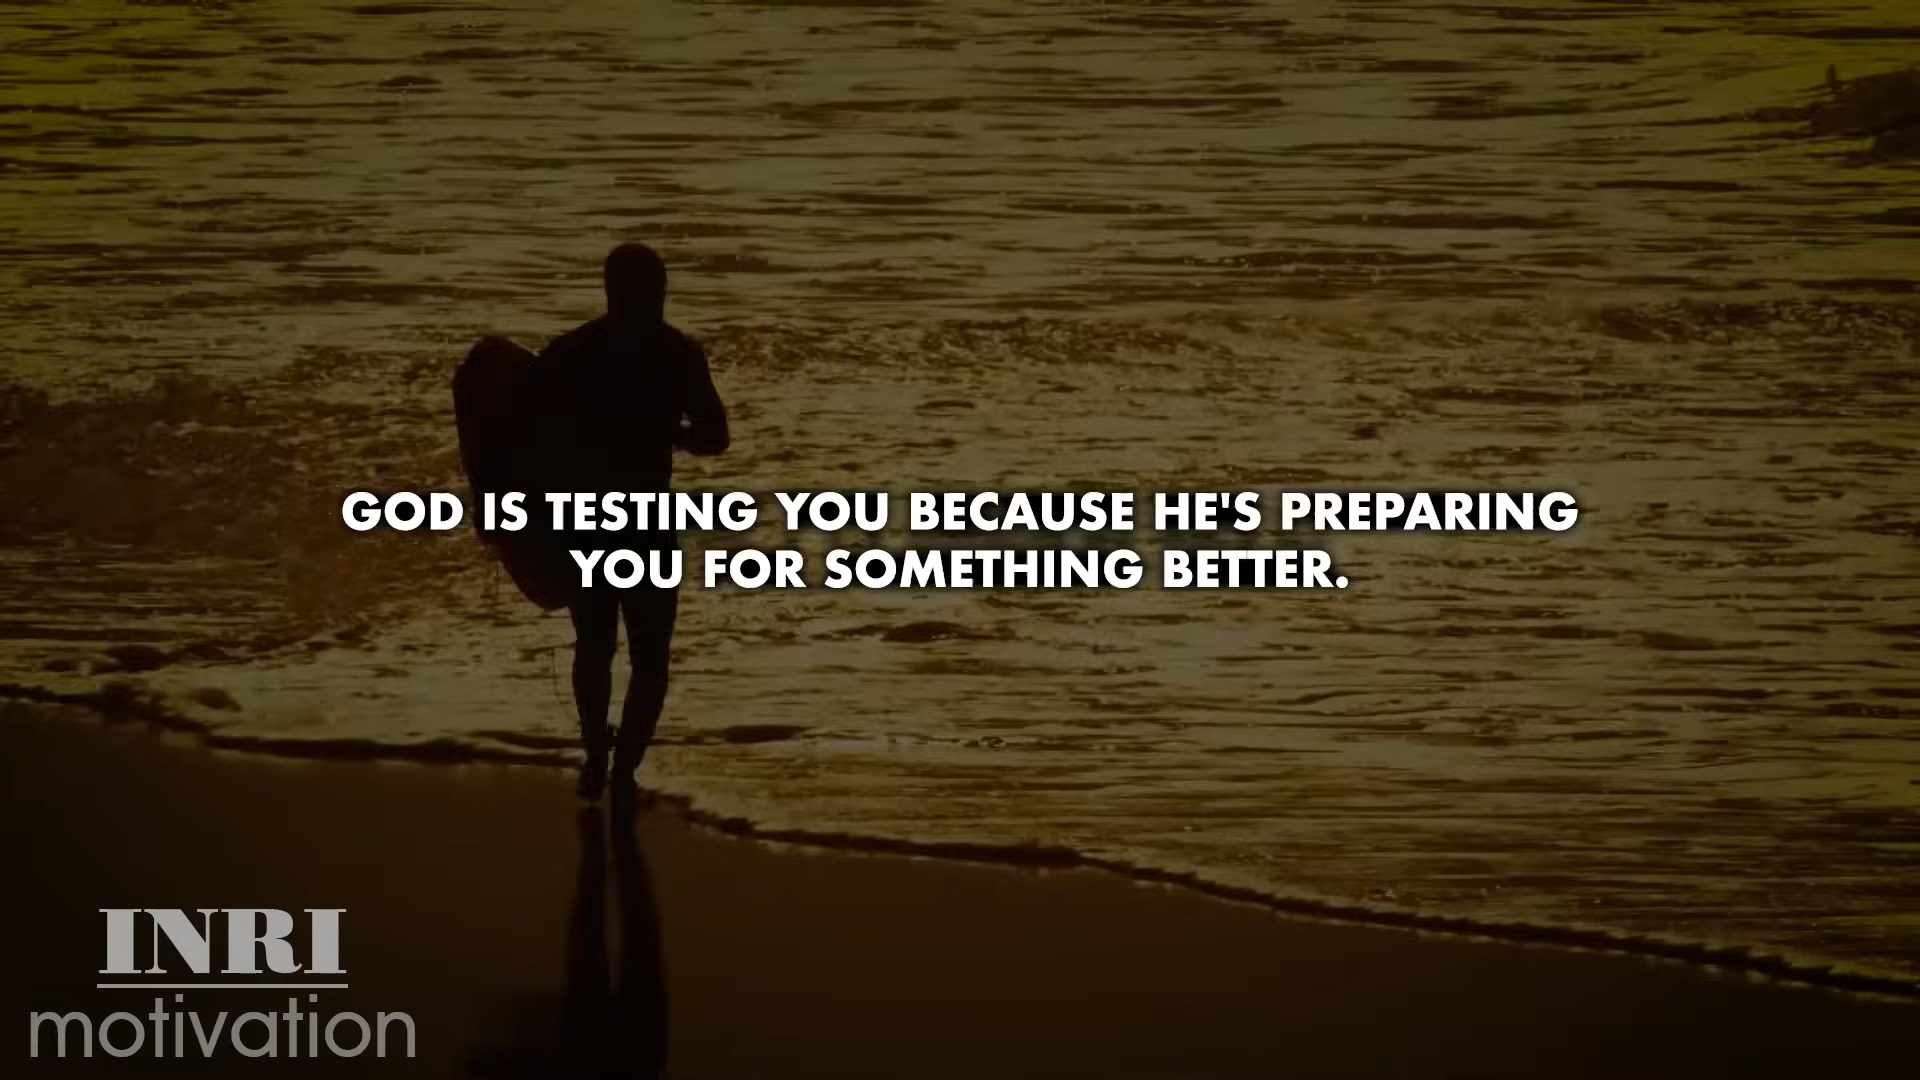 GOD IS TESTING YOU BECAUSE HE'S PREPARING
YOU FOR SOMETHING BETTER.
INRI
motivation